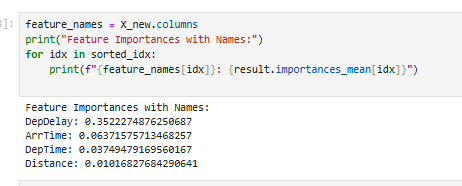 ]:
feature_names = X_new.columns
print("Feature Importances with Names:")
for idx in sorted_idx:
    print(f"{feature_names[idx]}: {result.importances_mean[idx]}")
Feature Importances with Names:
DepDelay: 0.3522274876250687
ArrTime: 0.06371575713468257
DepTime: 0.03749479169560167
Distance: 0.01016827684290641